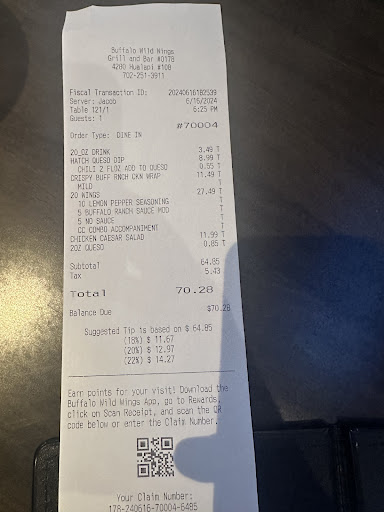 Buffalo Wild Wings
Grill and Bar #0178
4280 Hualapi #108
702-251-3911
Fiscal Transaction ID: 20240616182539
Server: Jacob 6/16/2024
Table 121/1 6:25 PM
Guests: 1
#70004
Order Type: DINE IN
20 OZ DRINK 3.49 T
HATCH QUESO DIP 8.99 T
CHILI 2 FLOZ ADD TO QUESO 0.55 T
CRISPY BUFF RNCH CKN WRAP 11.49 T
MILD T
20 WINGS 27.49 T
10 LEMON PEPPER SEASONING T
5 BUFFALO RANCH SAUCE MOD T
5 NO SAUCE T
CC COMBO ACCOMPANIMENT T
CHICKEN CAESAR SALAD 11.99 T
2OZ QUESO 0.85 T
Subtotal 64.85
Tax 5.43
Total 70.28
Balance Due $70.28
Suggested Tip is based on $ 64.85
(18%) $ 11.67
(20%) $ 12.97
(22%) $ 14.27
Earn points for your visit! Download the
Buffalo Wild Wings App, go to Rewards,
click on Scan Receipt, and scan the QR
code below or enter the Claim Number.
Your Claim Number:
178-240616-70004-6485